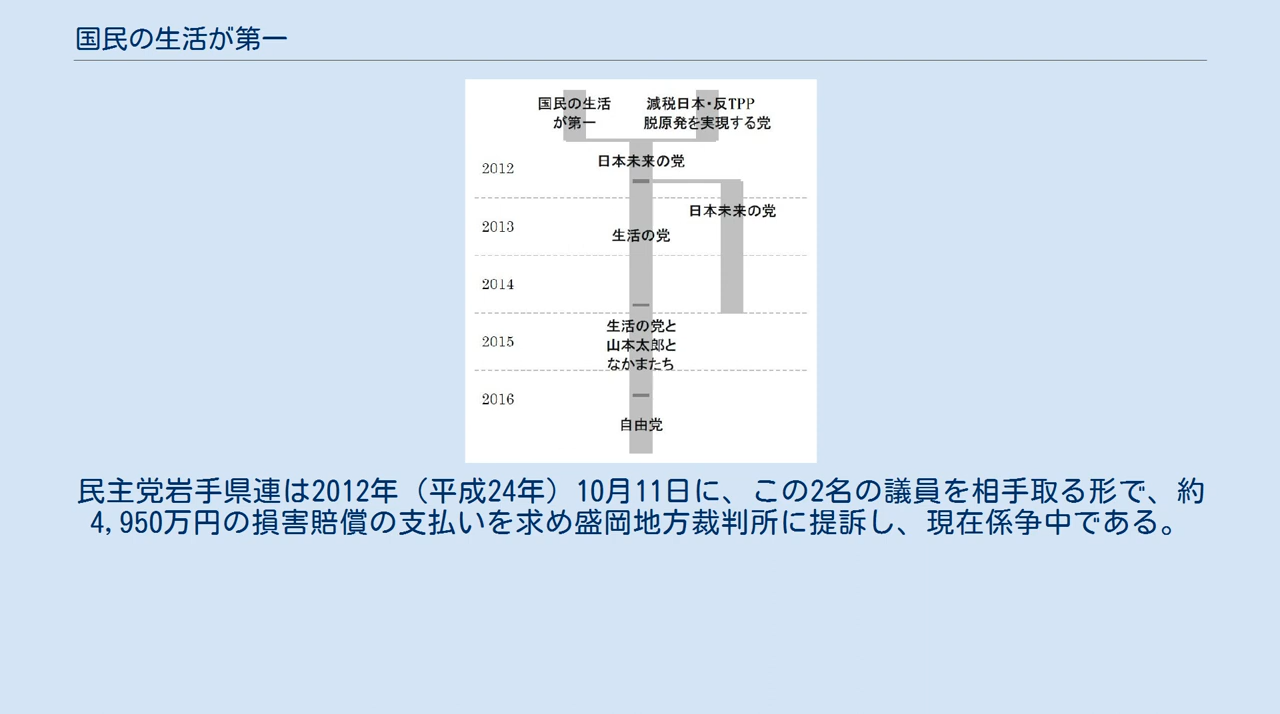 国民の生活が第一
国民の生活
が第一
減税日本・反TPP
脱原発を実現する党
2012
日本未来の党
日本未来の党
2013
生活の党
2014
2015
生活の党と
山本太郎と
なかまたち
2016
自由党
民主党岩手県連は2012年（平成24年）10月11日に、この2名の議員を相手取る形で、約
4,950万円の損害賠償の支払いを求め盛岡地方裁判所に提訴し、現在係争中である。